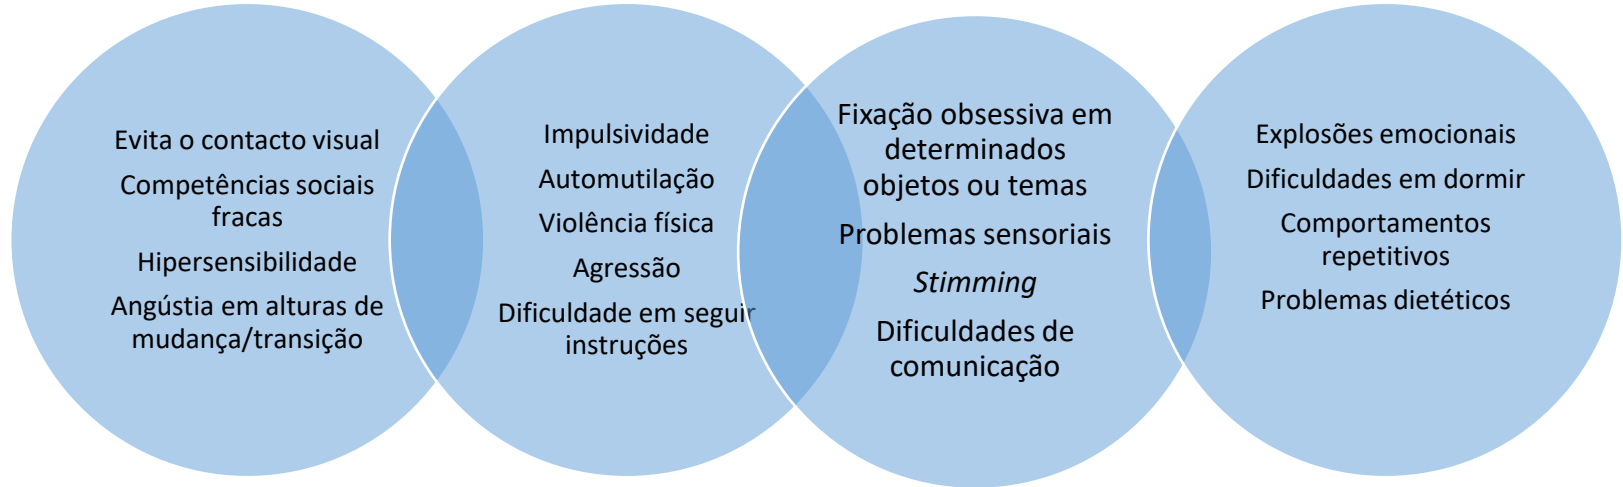 Evita o contacto visual
Competências sociais
fracas
Hipersensibilidade
Angústia em alturas de
mudança/transição
Impulsividade
Automutilação
Violência física
Agressão
Dificuldade em seguir
instruções
Fixação obsessiva em
determinados
objetos ou temas
Problemas sensoriais
Stimming
Dificuldades de
comunicação
Explosões emocionais
Dificuldades em dormir
Comportamentos
repetitivos
Problemas dietéticos